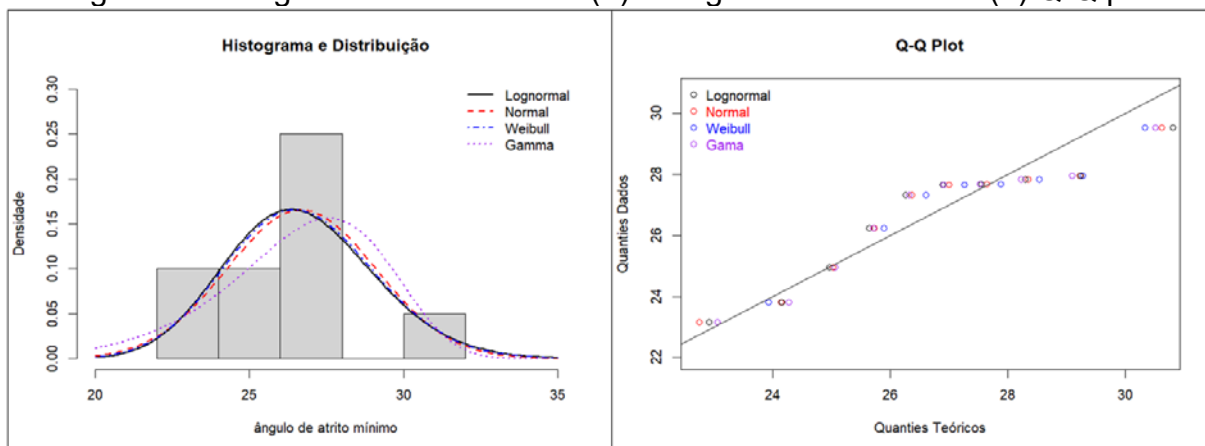 Histograma e Distribuição
Densidade
0.00
0.05
0.10
0.15
0.20
0.25
0.30
Lognormal
Normal
Weibull
Gamma
20
25
30
35
ângulo de atrito mínimo
Q-Q Plot
Quanties Dados
22
24
26
28
30
Lognormal
Normal
Weibull
Gama
24
26
28
30
Quanties Teóricos